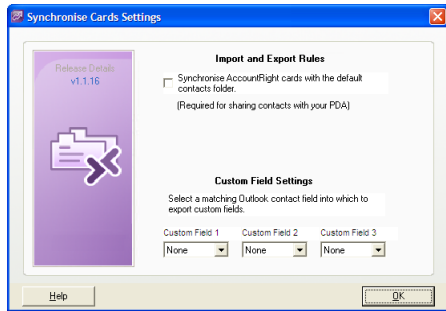 Synchronise Cards Settings
Release Details
v1.1.16
Import and Export Rules
Synchronise AccountRight cards with the default
contacts folder.
(Required for sharing contacts with your PDA)
Custom Field Settings
Select a matching Outlook contact field into which to
export custom fields.
Custom Field 1 Custom Field 2 Custom Field 3
None None None
Help OK